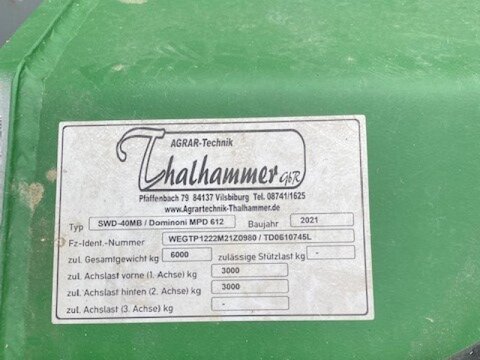 AGRAR-Technik
Thalhammer GbR
Pfaffenbach 79 84137 Vilsbiburg Tel. 08741/1625
www.Agrartechnik-Thalhammer.de
Typ SWD-40MB / Dominoni MPD 612 Baujahr 2021
Fz-Ident.-Nummer WEGTP1222M21Z0980 / TD0610745L
zul. Gesamtgewicht kg 6000 zulässige Stützlast kg -
zul. Achslast vorne (1. Achse) kg 3000
zul. Achslast hinten (2. Achse) kg 3000
zul. Achslast (3. Achse) kg -